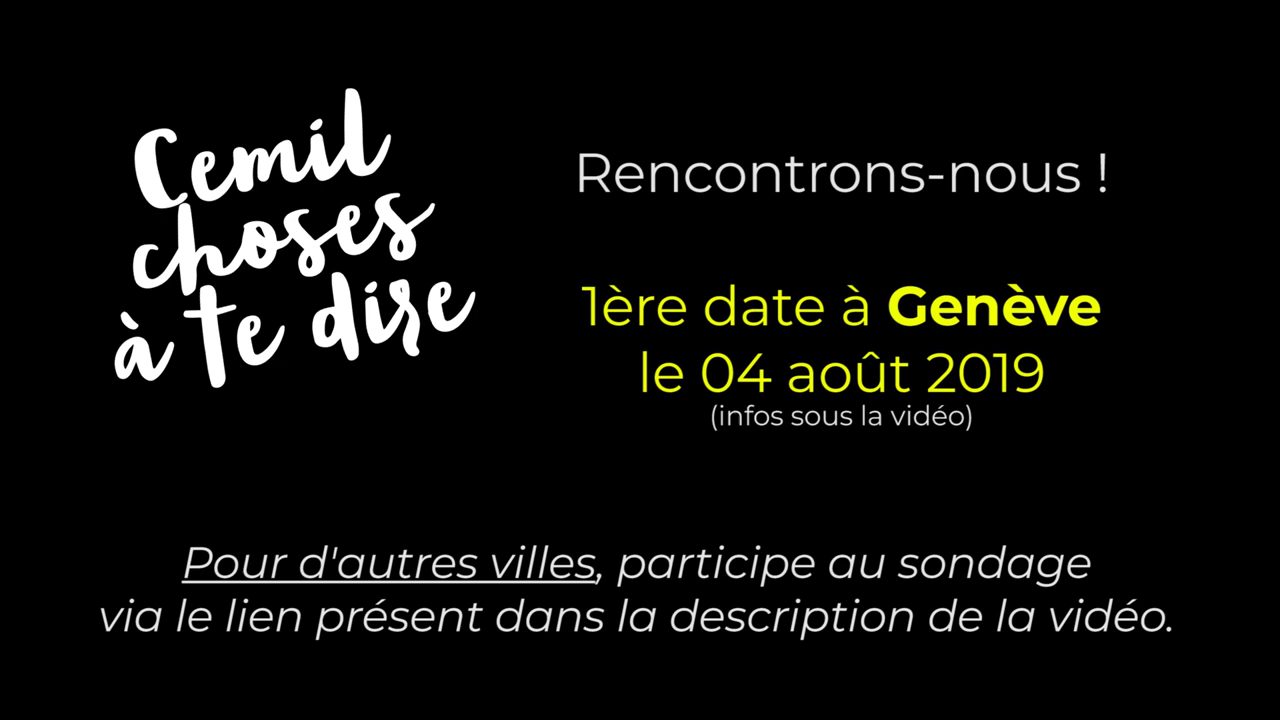 Cemil
choses
à te dire
Rencontrons-nous !
1ère date à Genève
le 04 août 2019
(infos sous la vidéo)
Pour d'autres villes, participe au sondage
via le lien présent dans la description de la vidéo.